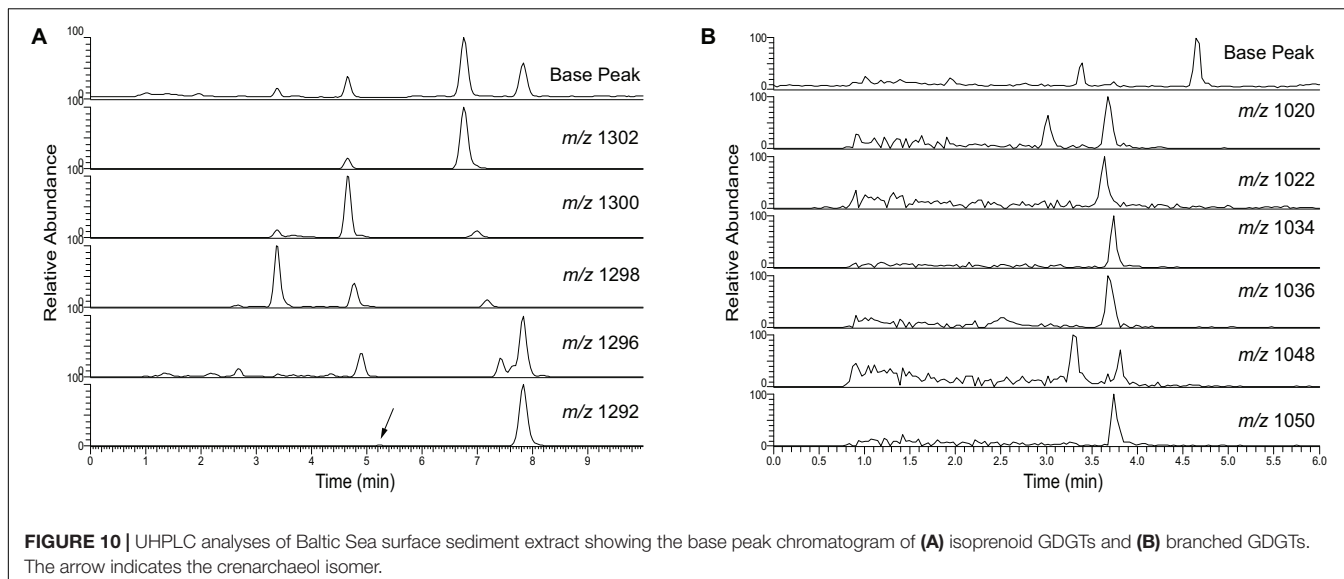 A
100
0
Base Peak
100
0
m/z 1302
100
0
m/z 1300
100
0
m/z 1298
100
0
m/z 1296
100
0
m/z 1292
Relative Abundance
0 1 2 3 4 5 6 7 8 9
Time (min)
B
100
0
Base Peak
100
0
m/z 1020
100
0
m/z 1022
100
0
m/z 1034
100
0
m/z 1036
100
0
m/z 1048
100
0
m/z 1050
Relative Abundance
0.0 0.5 1.0 1.5 2.0 2.5 3.0 3.5 4.0 4.5 5.0 5.5 6.0
Time (min)
FIGURE 10 | UHPLC analyses of Baltic Sea surface sediment extract showing the base peak chromatogram of (A) isoprenoid GDGTs and (B) branched GDGTs.
The arrow indicates the crenarchaeol isomer.